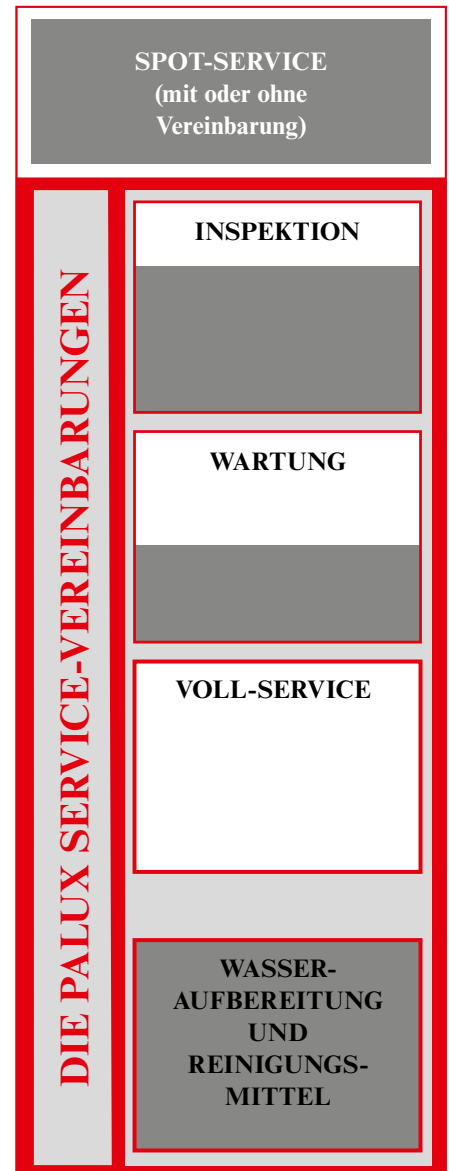 SPOT-SERVICE
(mit oder ohne
Vereinbarung)
DIE PALUX SERVICE-VEREINBARUNGEN
INSPEKTION
WARTUNG
VOLL-SERVICE
WASSER-
AUFBEREITUNG
UND
REINIGUNGS-
MITTEL